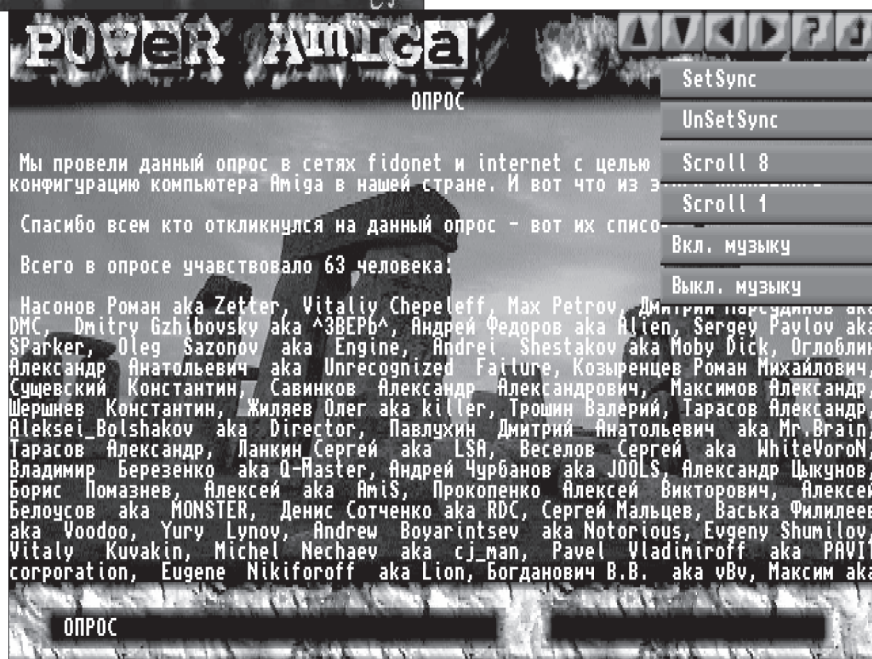 POWER AMIGA
ОПРОС
SetSync
UnSetSync
Scroll 8
Scroll 1
Вкл. музыку
Выкл. музыку
Мы провели данный опрос в сетях fidonet и internet с целью
конфигурацию компьютера Amiga в нашей стране. И вот что из
Спасибо всем кто откликнулся на данный опрос - вот их списо
Всего в опросе учавствовало 63 человека:
Насонов Роман aka Zetter, Vitaliy Chepeleff, Max Petrov, Дмитрий Парсудинов aka
DMC, Dmitry Gzhibovsky aka ^ЗВЕРЬ^, Андрей Федоров aka Alien, Sergey Pavlov aka
SParker, Oleg Sazonov aka Engine, Andrei Shestakov aka Moby Dick, Оглоблин
Александр Анатольевич aka Unrecognized Failure, Козыренцев Роман Михайлович,
Сущевский Константин, Савинков Александр Александрович, Максимов Александр,
Шершнев Константин, Жиляев Олег aka killer, Трошин Валерий, Тарасов Александр,
Aleksei_Bolshakov aka Director, Павлухин Дмитрий Анатольевич aka Mr.Brain,
Тарасов Александр, Ланкин Сергей aka LSA, Веселов Сергей aka WhiteVoroN,
Владимир Березенко aka Q-Master, Андрей Чурбанов aka JOOLS, Александр Цыкунов,
Борис Помазнев, Алексей aka AmiS, Прокопенко Алексей Викторович, Алексей
Белоусов aka MONSTER, Денис Сотченко aka RDC, Сергей Мальцев, Васька Филилеев
aka Voodoo, Yury Lynov, Andrew Boyarintsev aka Notorious, Evgeny Shumilov,
Vitaly Kuvakin, Michel Nechaev aka cj_man, Pavel Vladimiroff aka PAVIT
corporation, Eugene Nikiforoff aka Lion, Богданович В.В. aka vBv, Максим aka
ОПРОС